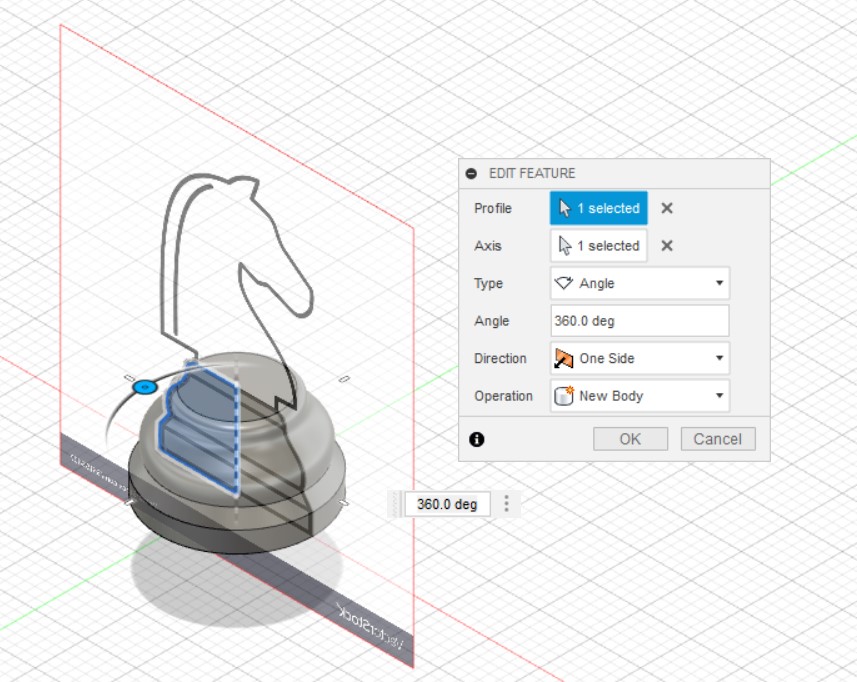 EDIT FEATURE
Profile 1 selected
Axis 1 selected
Type Angle
Angle 360.0 deg
Direction One Side
Operation New Body
OK Cancel
360.0 deg
VectorStock